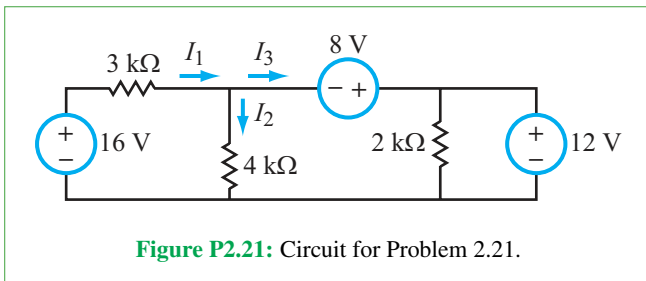 3 kΩ I₁ I₃ 8 V
− +
I₂
+ − 16 V
4 kΩ
2 kΩ
+ − 12 V
Figure P2.21: Circuit for Problem 2.21.